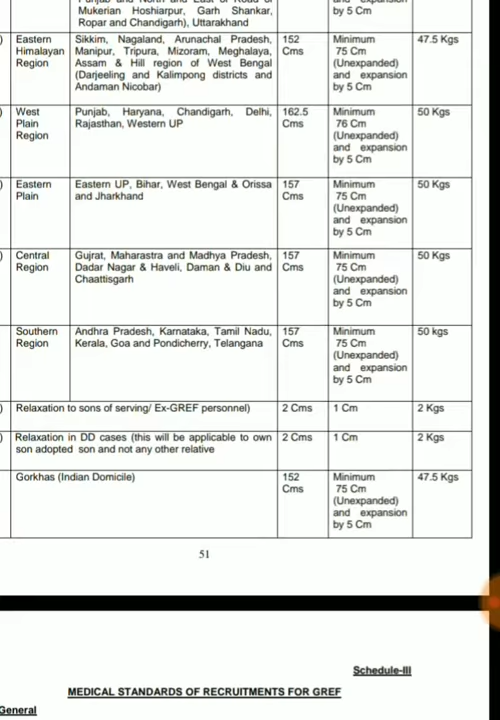 Punjab and North and East of Road of
Mukerian Hoshiarpur, Garh Shankar,
Ropar and Chandigarh), Uttarakhand
and expansion
by 5 Cm
) Eastern Himalayan Region
Sikkim, Nagaland, Arunachal Pradesh,
Manipur, Tripura, Mizoram, Meghalaya,
Assam & Hill region of West Bengal
(Darjeeling and Kalimpong districts and
Andaman Nicobar)
152
Cms
Minimum
75 Cm
(Unexpanded)
and expansion
by 5 Cm
47.5 Kgs
) West
Plain
Region
Punjab, Haryana, Chandigarh, Delhi,
Rajasthan, Western UP
162.5
Cms
Minimum
76 Cm
(Unexpanded)
and expansion
by 5 Cm
50 Kgs
) Eastern
Plain
Eastern UP, Bihar, West Bengal & Orissa
and Jharkhand
157
Cms
Minimum
75 Cm
(Unexpanded)
and expansion
by 5 Cm
50 Kgs
) Central
Region
Gujrat, Maharastra and Madhya Pradesh,
Dadar Nagar & Haveli, Daman & Diu and
Chaattisgarh
157
Cms
Minimum
75 Cm
(Unexpanded)
and expansion
by 5 Cm
50 Kgs
) Southern
Region
Andhra Pradesh, Karnataka, Tamil Nadu,
Kerala, Goa and Pondicherry, Telangana
157
Cms
Minimum
75 Cm
(Unexpanded)
and expansion
by 5 Cm
50 kgs
) Relaxation to sons of serving/ Ex-GREF personnel) 2 Cms 1 Cm 2 Kgs
) Relaxation in DD cases (this will be applicable to own 2 Cms 1 Cm 2 Kgs
son adopted son and not any other relative
Gorkhas (Indian Domicile)
152
Cms
Minimum
75 Cm
(Unexpanded)
and expansion
by 5 Cm
47.5 Kgs
51
Schedule-III
MEDICAL STANDARDS OF RECRUITMENTS FOR GREF
General